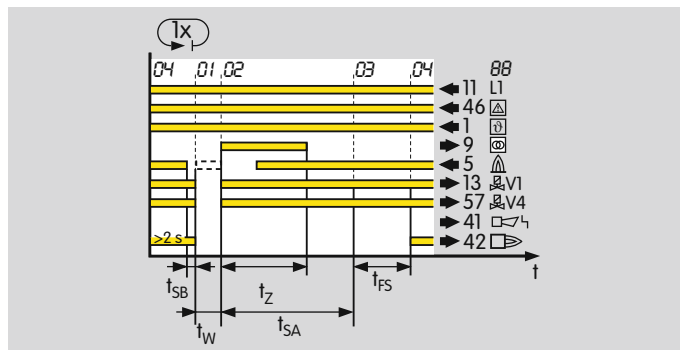 1x
04 01 02 03 04 88
11 L1
46
1 ϑ
9
5
13 V1
57 V4
41
>2 s 42
t
tSB tZ tFS
tW tSA